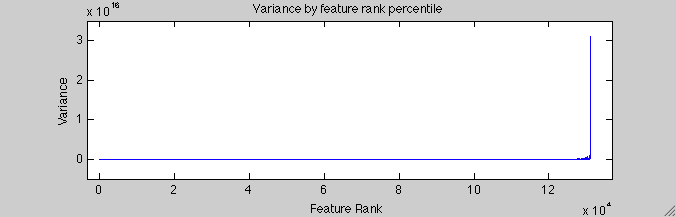 Variance by feature rank percentile
x 10^16
3
2
1
0
Variance
0 2 4 6 8 10 12
x 10^4
Feature Rank